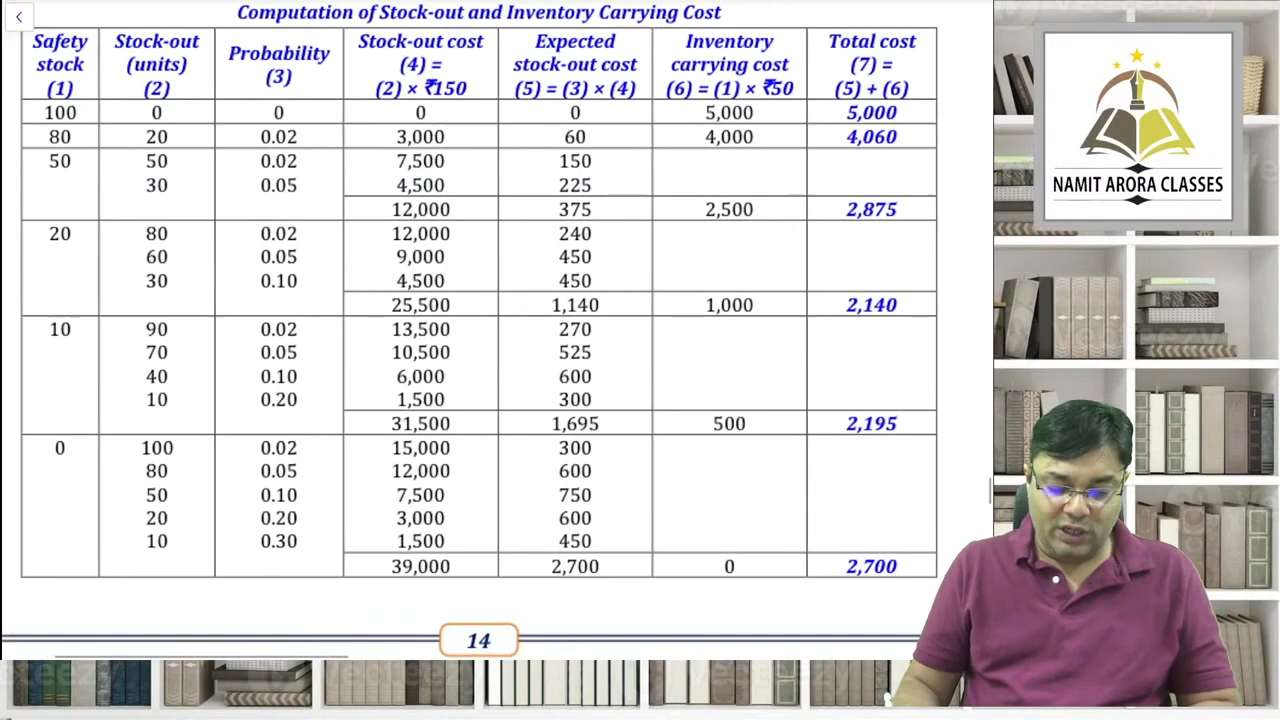 Computation of Stock-out and Inventory Carrying Cost
Safety stock (1) Stock-out (units) (2) Probability (3) Stock-out cost (4) = (2) × ₹150 Expected stock-out cost (5) = (3) × (4) Inventory carrying cost (6) = (1) × ₹50 Total cost (7) = (5) + (6)
100 0 0 0 0 5,000 5,000
80 20 0.02 3,000 60 4,000 4,060
50 50 0.02 7,500 150
30 0.05 4,500 225
12,000 375 2,500 2,875
20 80 0.02 12,000 240
60 0.05 9,000 450
30 0.10 4,500 450
25,500 1,140 1,000 2,140
10 90 0.02 13,500 270
70 0.05 10,500 525
40 0.10 6,000 600
10 0.20 1,500 300
31,500 1,695 500 2,195
0 100 0.02 15,000 300
80 0.05 12,000 600
50 0.10 7,500 750
20 0.20 3,000 600
10 0.30 1,500 450
39,000 2,700 0 2,700
14
NAMIT ARORA CLASSES